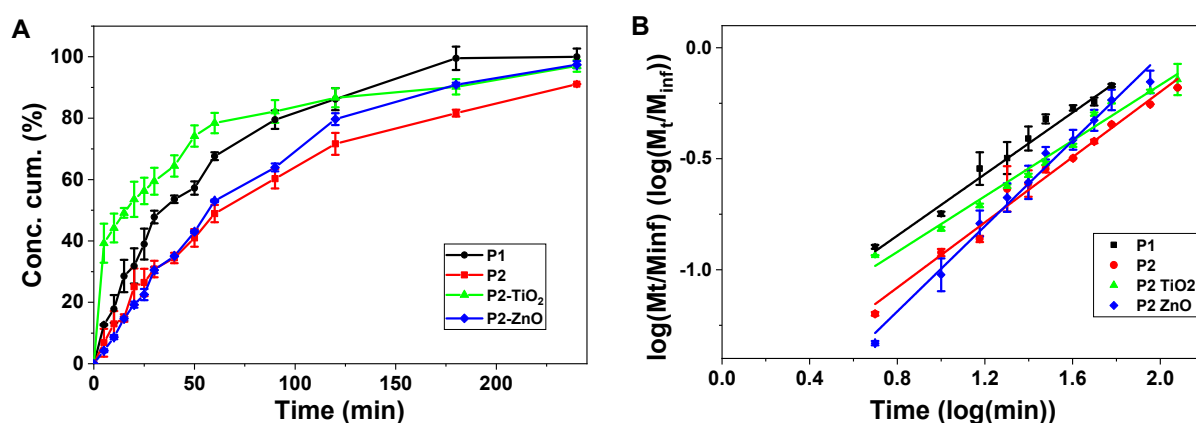 A
Conc. cum. (%)
100
80
60
40
20
0
P1
P2
P2-TiO₂
P2-ZnO
0 50 100 150 200
Time (min)
B
log(Mt/Minf) (log(Mₜ/M_inf))
0.0
-0.5
-1.0
P1
P2
P2 TiO2
P2 ZnO
0.0 0.4 0.8 1.2 1.6 2.0
Time (log(min))